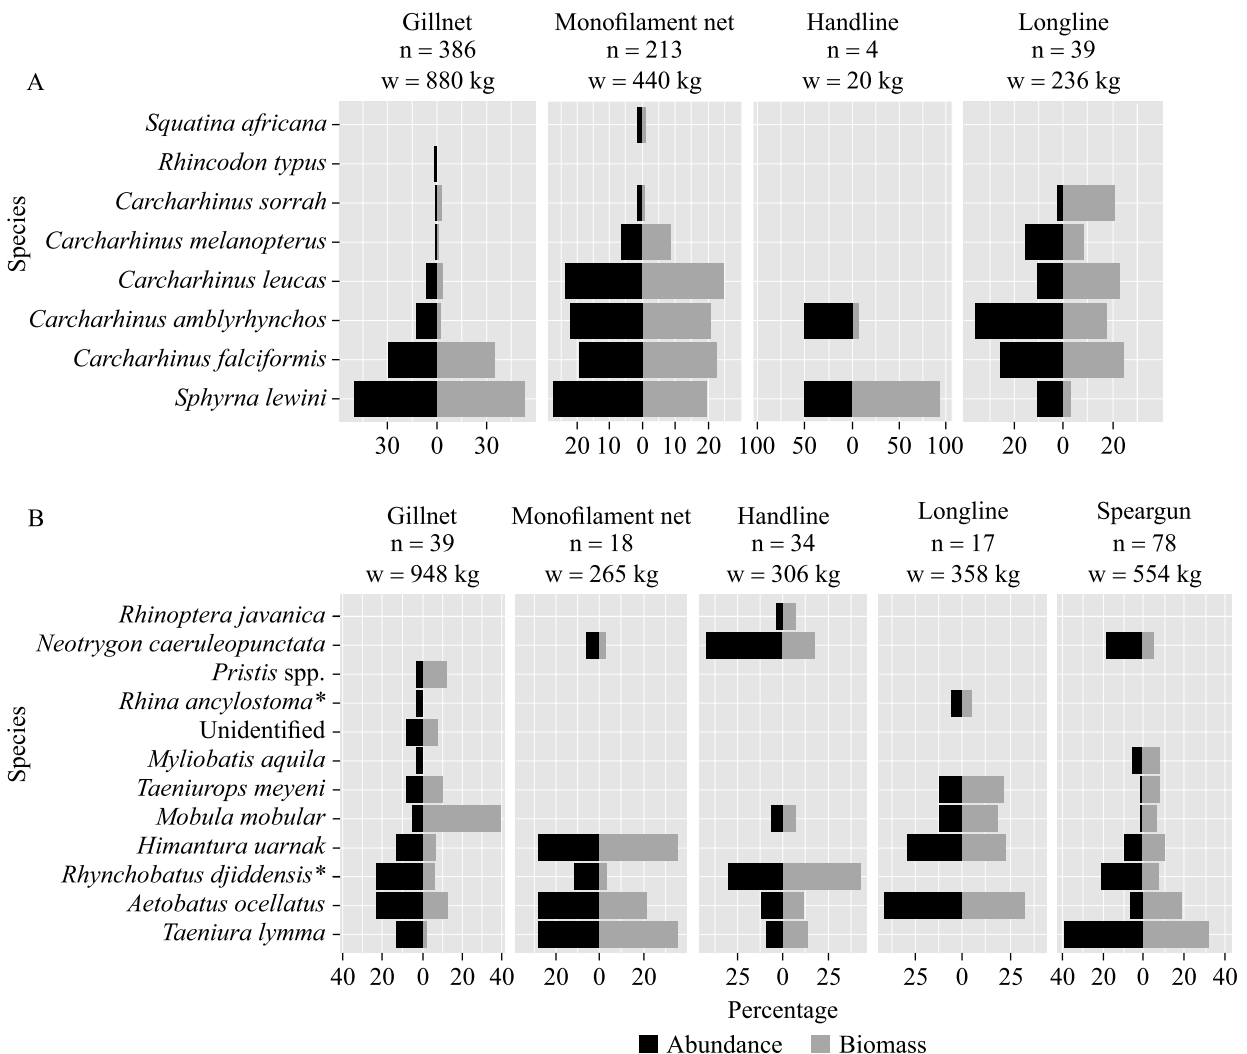 Gillnet Monofilament net Handline Longline
n = 386 n = 213 n = 4 n = 39
A w = 880 kg w = 440 kg w = 20 kg w = 236 kg
Squatina africana
Rhincodon typus
Carcharhinus sorrah
Carcharhinus melanopterus
Carcharhinus leucas
Carcharhinus amblyrhynchos
Carcharhinus falciformis
Sphyrna lewini
Species
30 0 30 20 10 0 10 20 100 50 0 50 100 20 0 20
B Gillnet Monofilament net Handline Longline Speargun
n = 39 n = 18 n = 34 n = 17 n = 78
w = 948 kg w = 265 kg w = 306 kg w = 358 kg w = 554 kg
Rhinoptera javanica
Neotrygon caeruleopunctata
Pristis spp.
Rhina ancylostoma*
Unidentified
Myliobatis aquila
Taeniurops meyeni
Mobula mobular
Himantura uarnak
Rhynchobatus djiddensis*
Aetobatus ocellatus
Taeniura lymma
Species
40 20 0 20 40 20 0 20 25 0 25 25 0 25 40 20 0 20 40
Percentage
Abundance Biomass